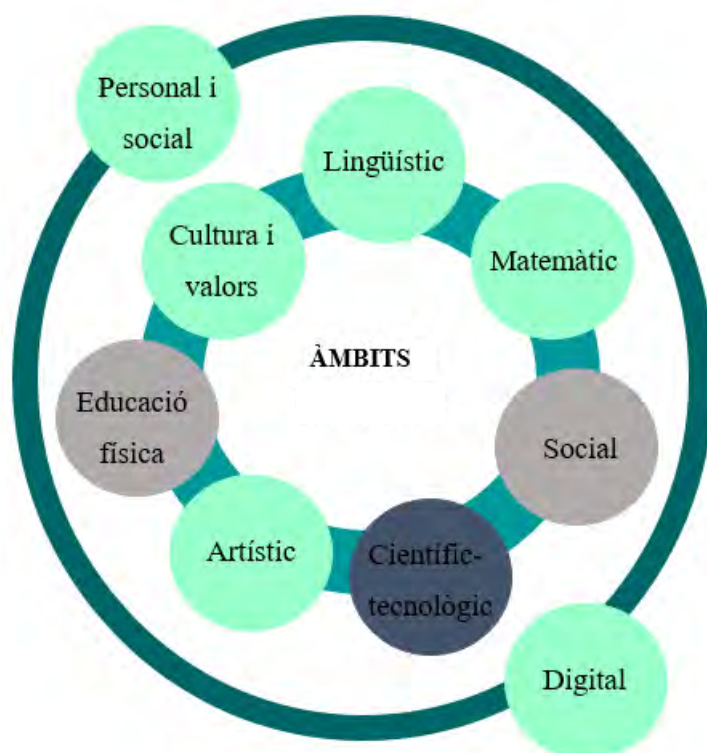 Personal i
social
Lingüístic
Cultura i
valors
Matemàtic
ÀMBITS
Educació
física
Social
Artístic
Científic-
tecnològic
Digital